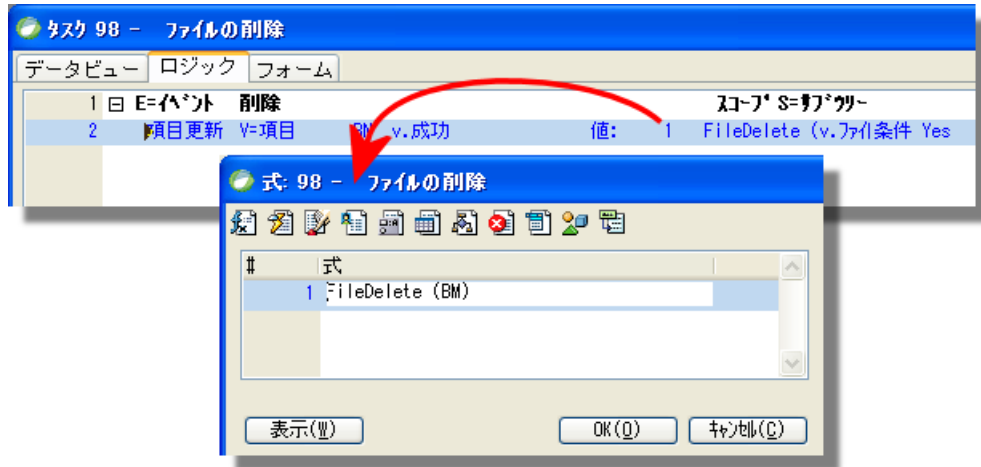 タスク 98 - ファイルの削除
データビュー ロジック フォーム
1 E=イベント 削除 スコープ S=サブツリー
2 項目更新 V=項目 BN v.成功 値: 1 FileDelete (v.ファイ条件 Yes
式: 98 - ファイルの削除
# 式
1 FileDelete (BM)
表示(W) OK(O) キャンセル(C)